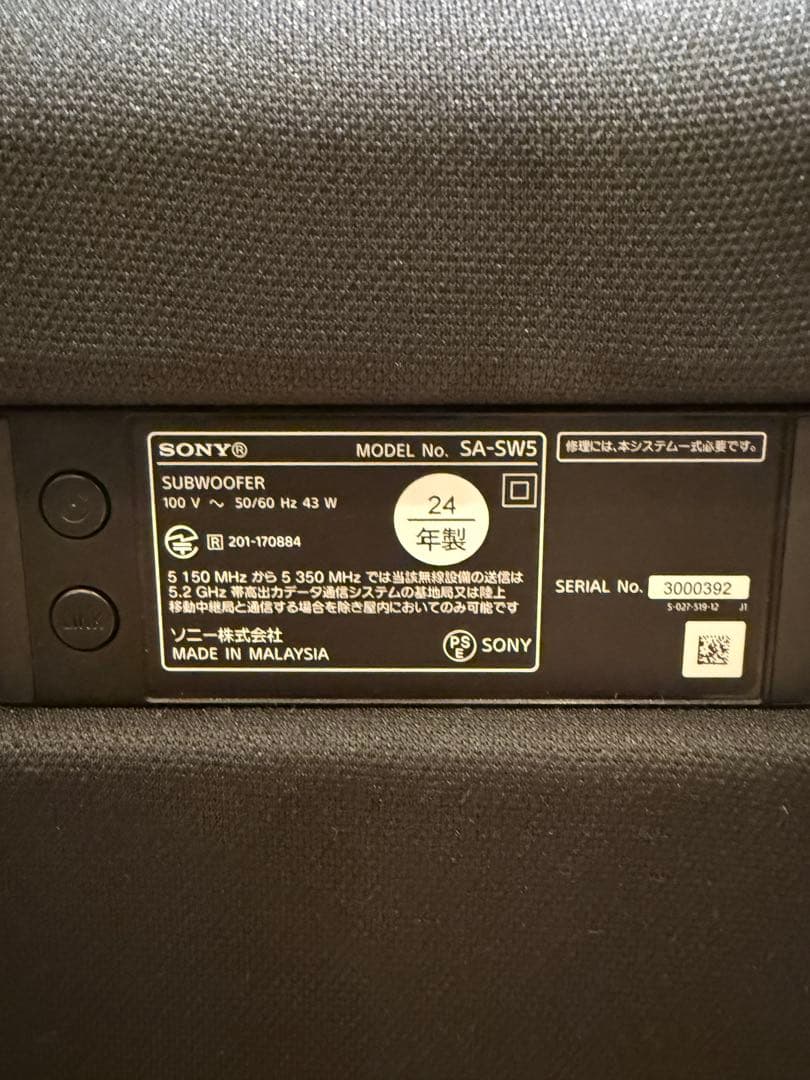 SONY®
MODEL No. SA-SW5
SUBWOOFER
100 V ～ 50/60 Hz 43 W
24
年製
R 201-170884
5 150 MHz から 5 350 MHz では当該無線設備の送信は
5.2 GHz 帯高出力データ通信システムの基地局又は陸上
移動中継局と通信する場合を除き屋内においてのみ可能です
ソニー株式会社
MADE IN MALAYSIA
PS
E
SONY
修理には、本システム一式必要です。
SERIAL No. 3000392
S-027-519-12 J1
LINK